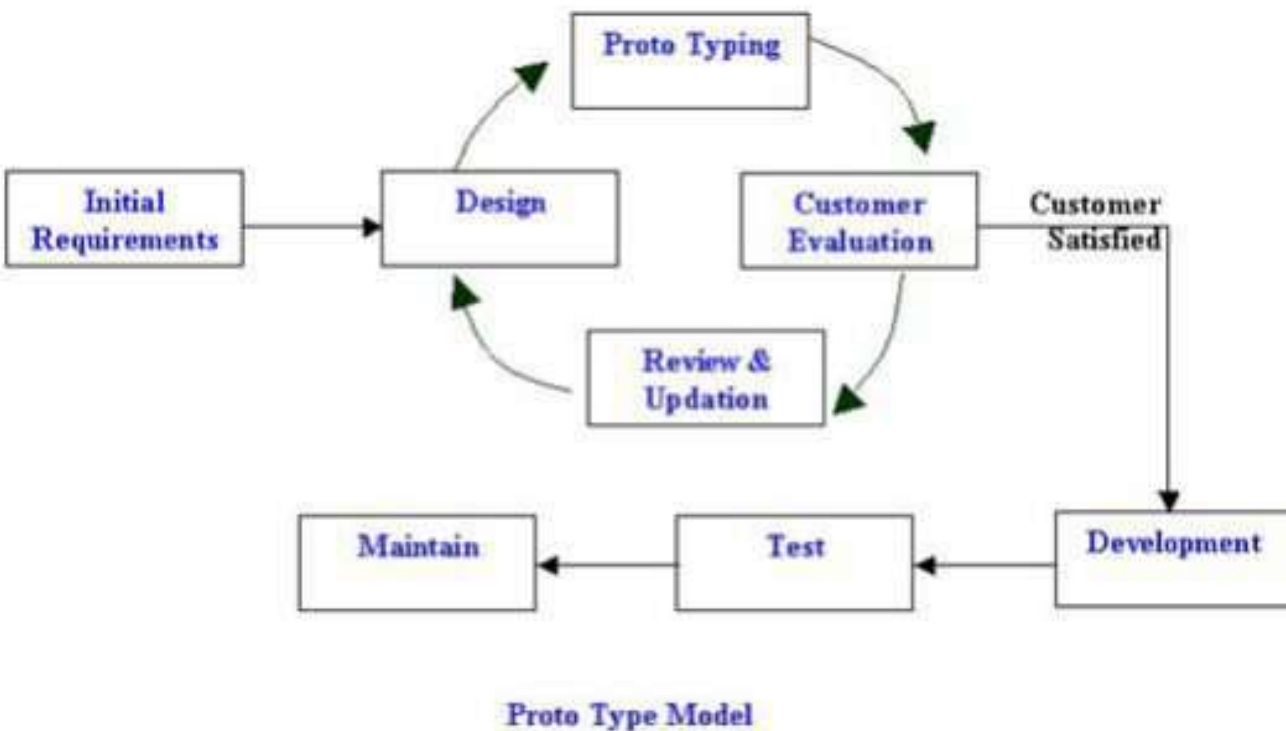 Proto Typing
Initial
Requirements
Design
Customer
Evaluation
Customer
Satisfied
Review &
Updation
Maintain
Test
Development
Proto Type Model